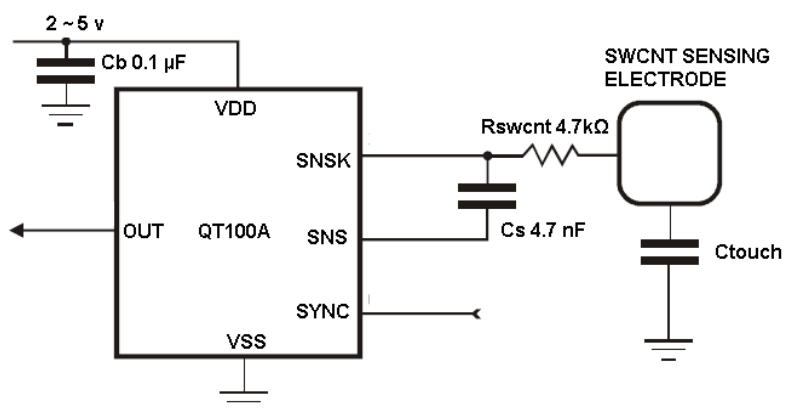 2 ~ 5 v
Cb 0.1 µF
SWCNT SENSING
ELECTRODE
VDD
Rswcnt 4.7kΩ
SNSK
OUT
QT100A
SNS
Cs 4.7 nF
Ctouch
SYNC
VSS